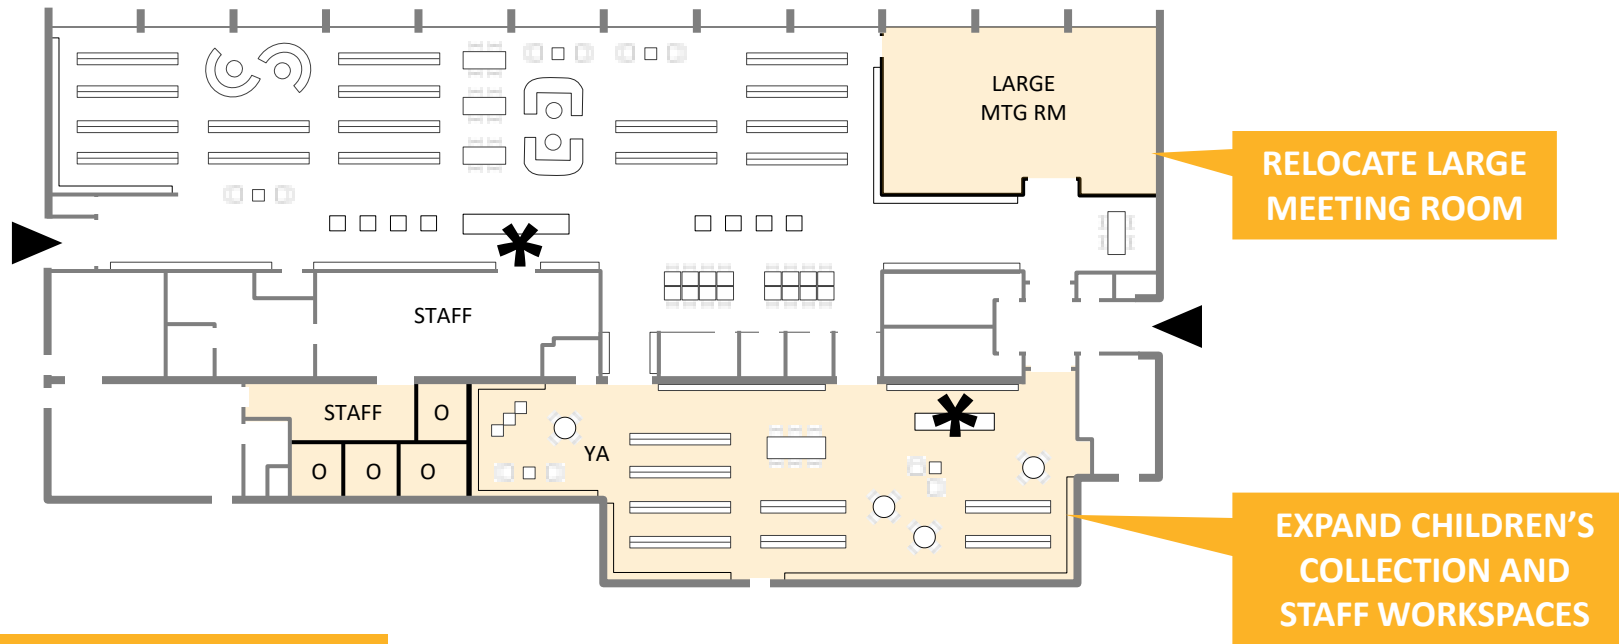 LARGE
MTG RM
RELOCATE LARGE
MEETING ROOM
STAFF
STAFF
O
YA
O
O
O
EXPAND CHILDREN’S
COLLECTION AND
STAFF WORKSPACES